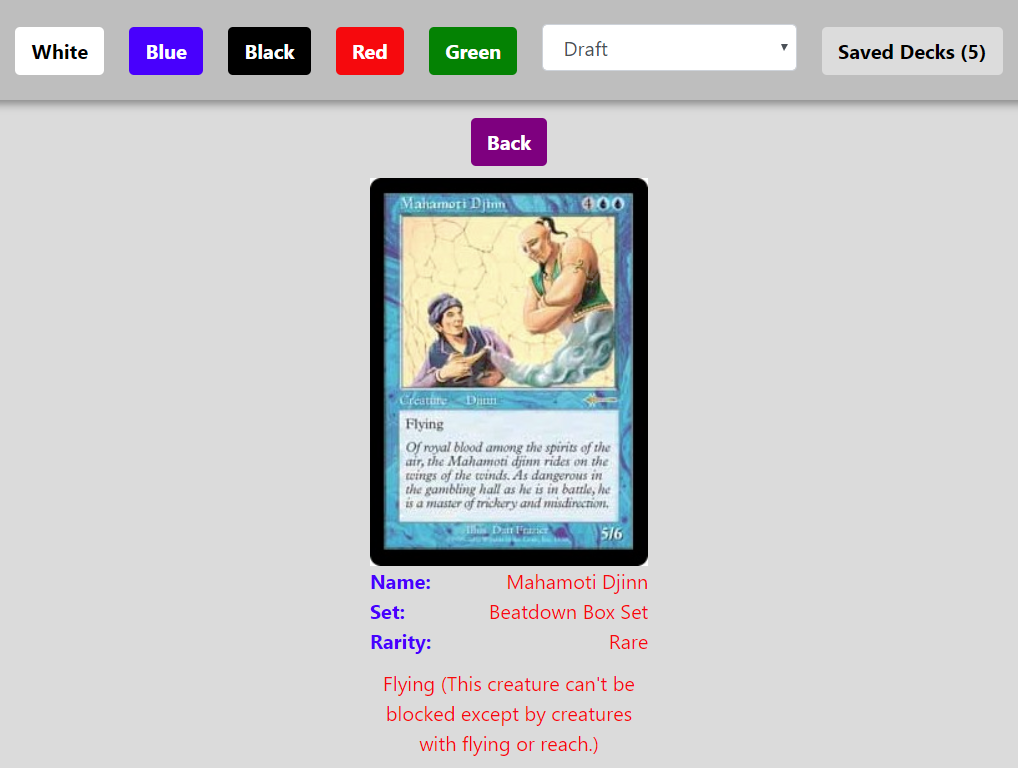 White Blue Black Red Green Draft Saved Decks (5)
Back
Mahamoti Djinn 4
Creature Djinn
Flying
Of royal blood among the spirits of the
air, the Mahamoti djinn rides on the
wings of the winds. As dangerous in
the gambling hall as he is in battle, he
is a master of trickery and misdirection.
Illus. Dan Frazier
5/6
Name: Mahamoti Djinn
Set: Beatdown Box Set
Rarity: Rare
Flying (This creature can't be
blocked except by creatures
with flying or reach.)